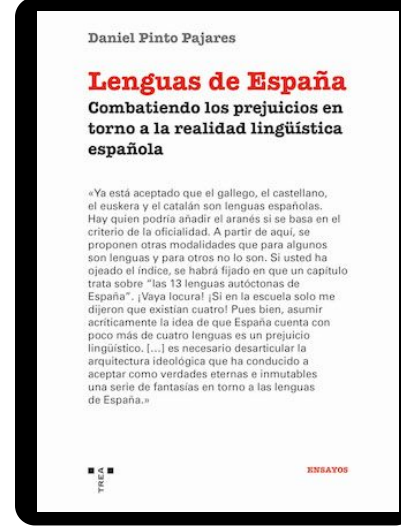 Daniel Pinto Pajares
Lenguas de España
Combatiendo los prejuicios en
torno a la realidad lingüística
española
«Ya está aceptado que el gallego, el castellano,
el euskera y el catalán son lenguas españolas.
Hay quien podría añadir el aranés si se basa en el
criterio de la oficialidad. A partir de aquí, se
proponen otras modalidades que para algunos
son lenguas y para otros no lo son. Si usted ha
ojeado el índice, se habrá fijado en que un capítulo
trata sobre "las 13 lenguas autóctonas de
España". ¡Vaya locura! ¡Si en la escuela solo me
dijeron que existían cuatro! Pues bien, asumir
acríticamente la idea de que España cuenta con
poco más de cuatro lenguas es un prejuicio
lingüístico. [...] es necesario desarticular la
arquitectura ideológica que ha conducido a
aceptar como verdades eternas e inmutables
una serie de fantasías en torno a las lenguas
de España.»
TREA
ENSAYOS